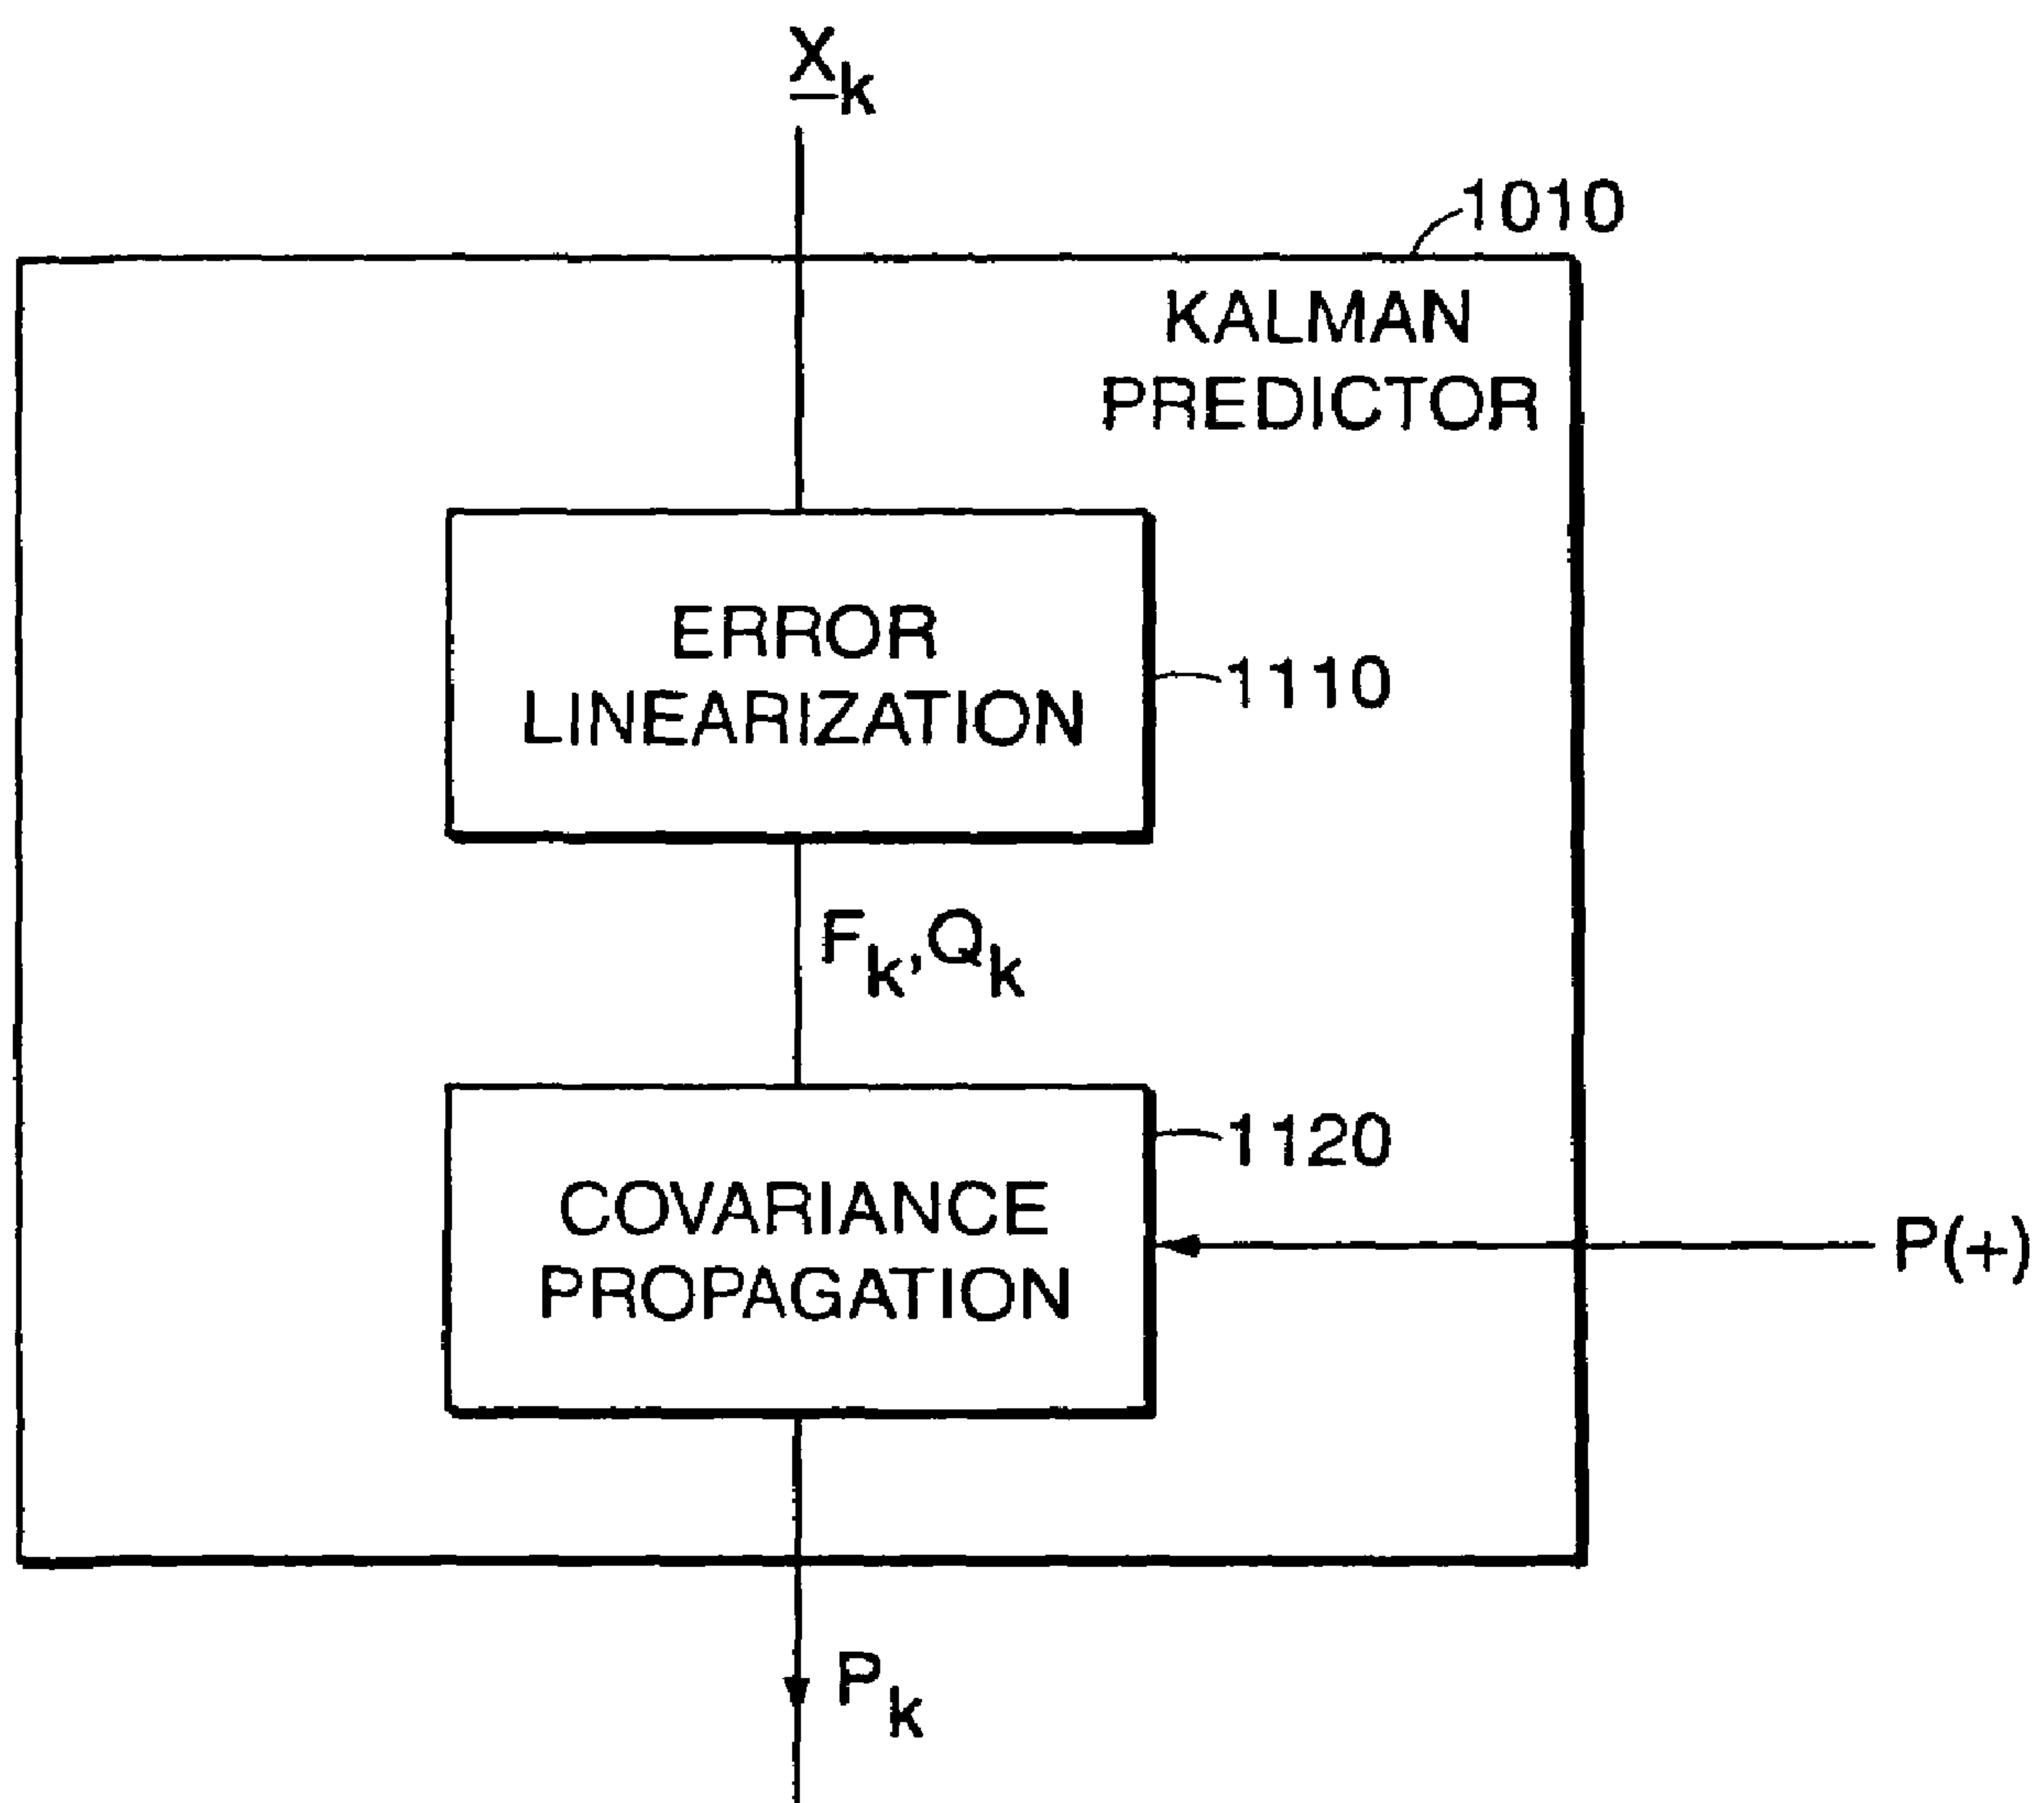 X_k
1010
KALMAN
PREDICTOR
ERROR
LINEARIZATION
1110
F_k, Q_k
1120
COVARIANCE
PROPAGATION
P(+)
P_k